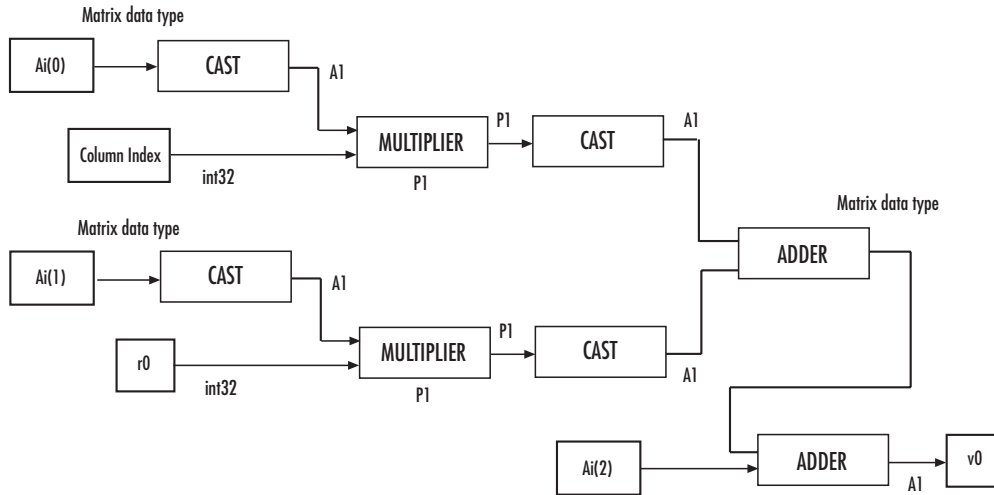 Matrix data type
Ai(0)
CAST
A1
Column Index
int32
MULTIPLIER
P1
P1
CAST
A1
Matrix data type
Ai(1)
CAST
A1
r0
int32
MULTIPLIER
P1
P1
CAST
A1
Matrix data type
ADDER
Ai(2)
ADDER
A1
v0